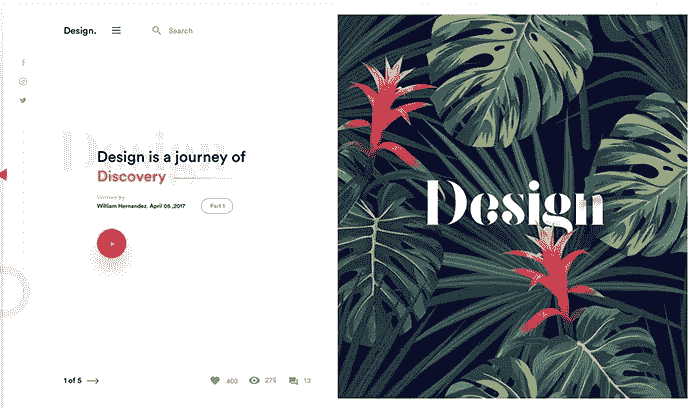 Design.
Search
Design
Design is a journey of
Discovery
Written by
William Hernandez, April 05 ,2017
Part 1
1 of 5
400
276
12
Design